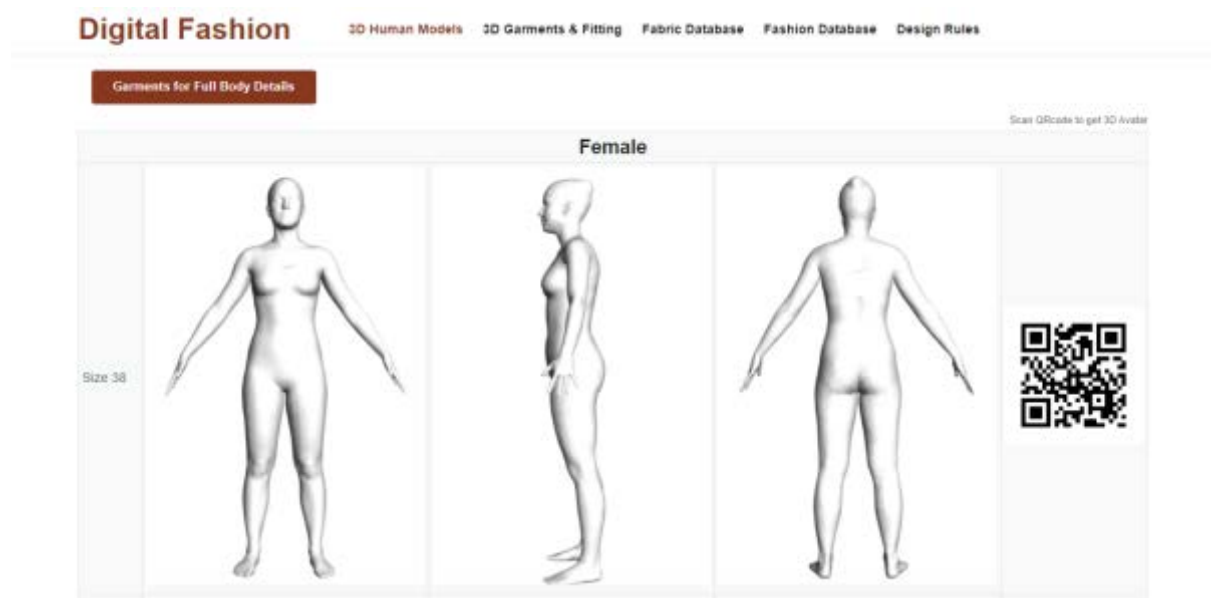 Digital Fashion
3D Human Models 3D Garments & Fitting Fabric Database Fashion Database Design Rules
Garments for Full Body Details
Scan QRcode to get 3D Avatar
Female
Size 38